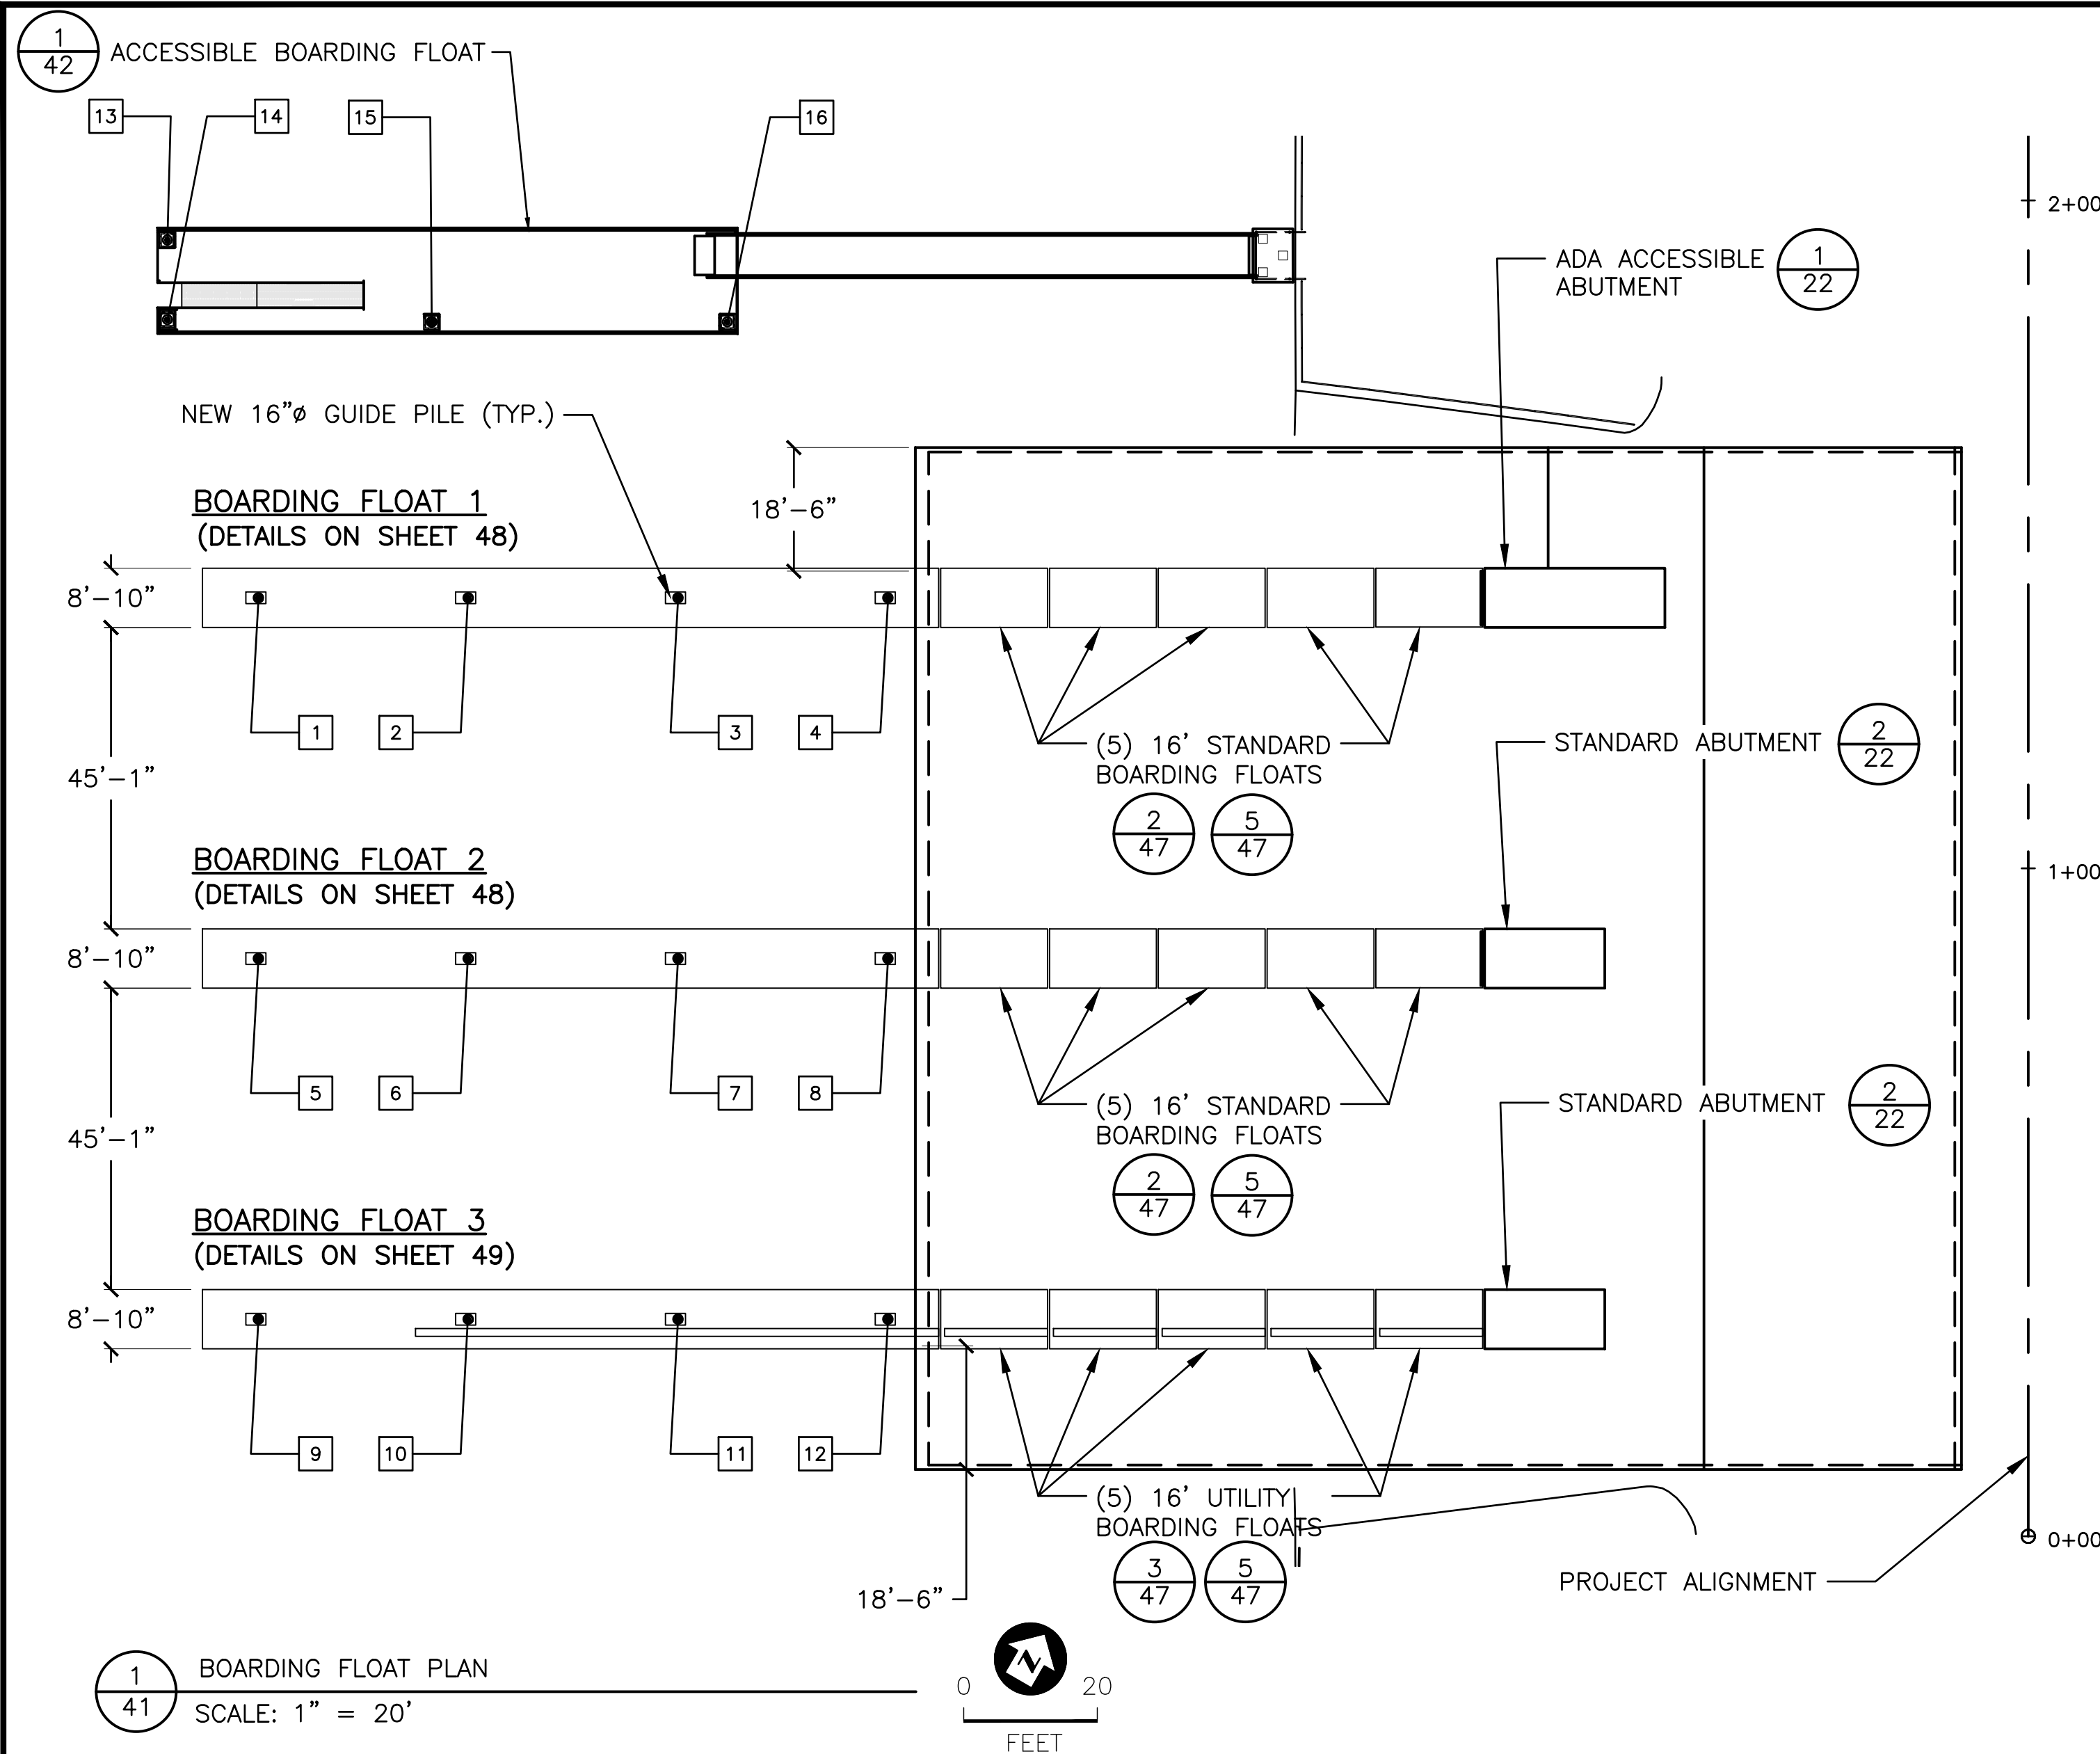 1
42
ACCESSIBLE BOARDING FLOAT
13
14
15
16
2+00
ADA ACCESSIBLE
ABUTMENT
1
22
NEW 16”ø GUIDE PILE (TYP.)
18’-6”
BOARDING FLOAT 1
(DETAILS ON SHEET 48)
8’-10”
1
2
3
4
(5) 16’ STANDARD
BOARDING FLOATS
2
47
5
47
STANDARD ABUTMENT
2
22
45’-1”
1+00
BOARDING FLOAT 2
(DETAILS ON SHEET 48)
8’-10”
5
6
7
8
(5) 16’ STANDARD
BOARDING FLOATS
2
47
5
47
STANDARD ABUTMENT
2
22
45’-1”
BOARDING FLOAT 3
(DETAILS ON SHEET 49)
8’-10”
9
10
11
12
(5) 16’ UTILITY
BOARDING FLOATS
3
47
5
47
18’-6”
0+00
PROJECT ALIGNMENT
1
41
BOARDING FLOAT PLAN
SCALE: 1” = 20’
N
0
20
FEET